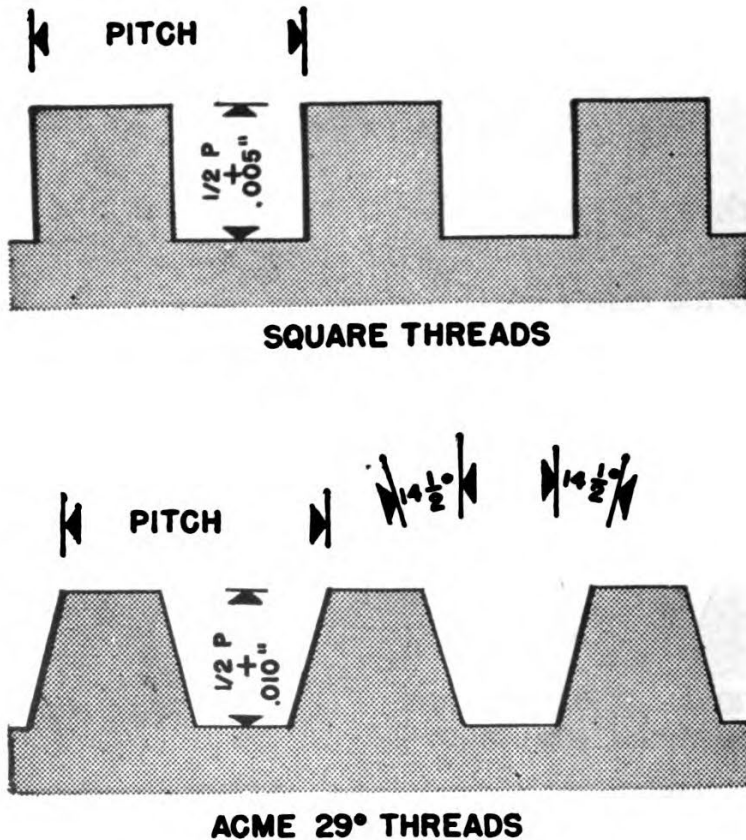 PITCH
1/2 P
+
.005"
SQUARE THREADS
14 1/2°
14 1/2°
PITCH
1/2 P
+
.010"
ACME 29° THREADS